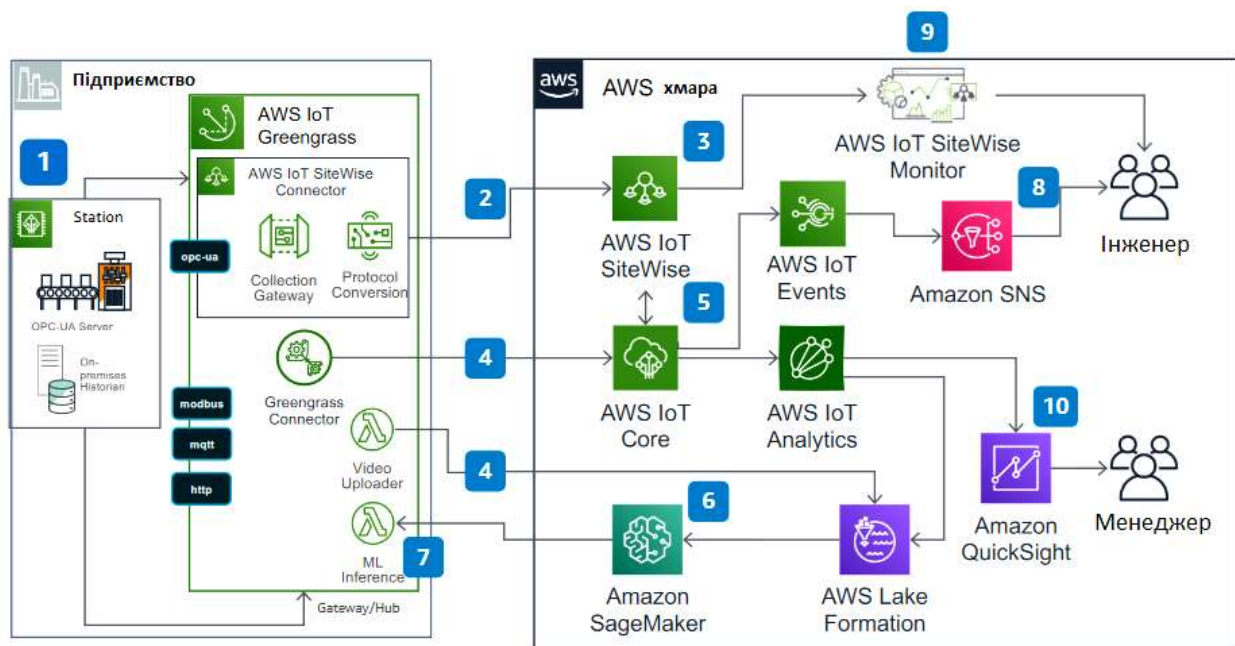 Підприємство
AWS IoT
Greengrass
1
Station
OPC-UA Server
On-
premises
Historian
AWS IoT SiteWise
Connector
opc-ua
Collection
Gateway
Protocol
Conversion
modbus
mqtt
http
Greengrass
Connector
Video
Uploader
ML
Inference
7
Gateway/Hub
2
4
4
aws
AWS хмара
9
3
AWS IoT SiteWise
Monitor
AWS IoT
SiteWise
AWS IoT
Events
8
Amazon SNS
Інженер
5
AWS IoT
Core
AWS IoT
Analytics
10
Amazon
QuickSight
Менеджер
6
Amazon
SageMaker
AWS Lake
Formation